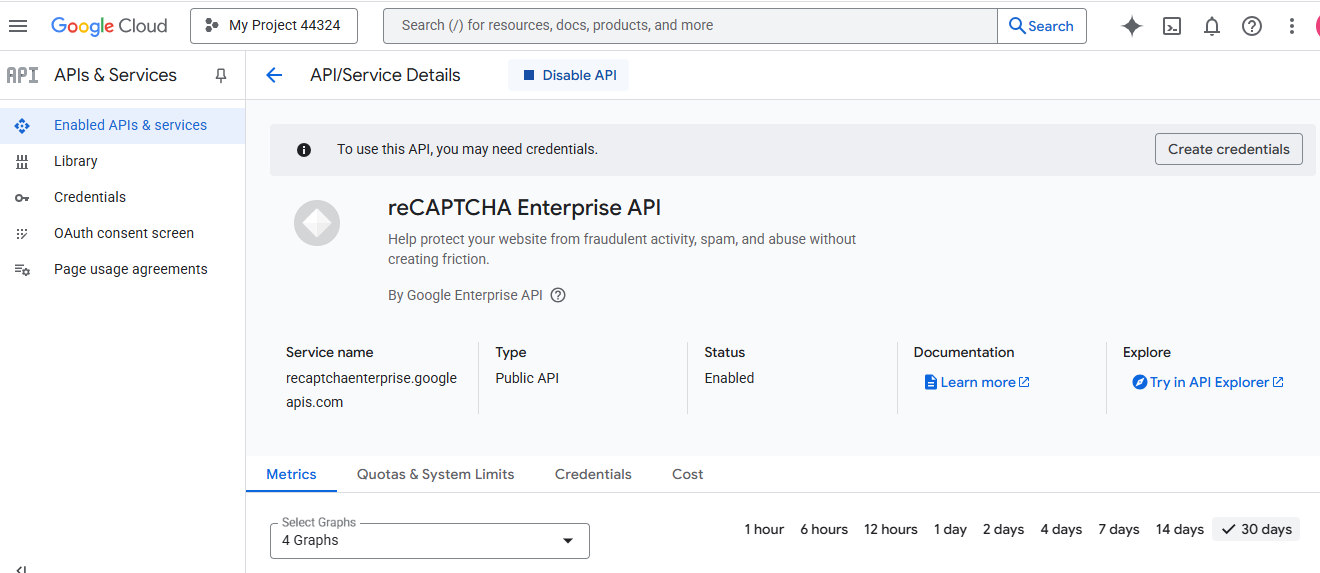 Google Cloud
My Project 44324
Search (/) for resources, docs, products, and more
Search
API
APIs & Services
API/Service Details
Disable API
Enabled APIs & services
Library
Credentials
OAuth consent screen
Page usage agreements
To use this API, you may need credentials.
Create credentials
reCAPTCHA Enterprise API
Help protect your website from fraudulent activity, spam, and abuse without
creating friction.
By Google Enterprise API
Service name
recaptchaenterprise.google
apis.com
Type
Public API
Status
Enabled
Documentation
Learn more
Explore
Try in API Explorer
Metrics
Quotas & System Limits
Credentials
Cost
Select Graphs
4 Graphs
1 hour
6 hours
12 hours
1 day
2 days
4 days
7 days
14 days
30 days